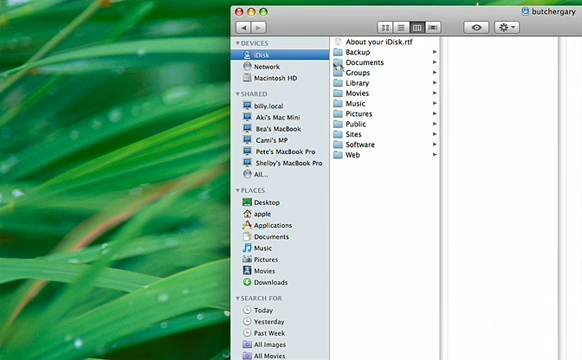 butchergary
DEVICES
iDisk
Network
Macintosh HD
SHARED
billy.local
Aki's Mac Mini
Bea's MacBook
Cami's MP
Pete's MacBook Pro
Shelby's MacBook Pro
All...
PLACES
Desktop
apple
Applications
Documents
Music
Pictures
Movies
Downloads
SEARCH FOR
Today
Yesterday
Past Week
All Images
All Movies
About your iDisk.rtf
Backup
Documents
Groups
Library
Movies
Music
Pictures
Public
Sites
Software
Web